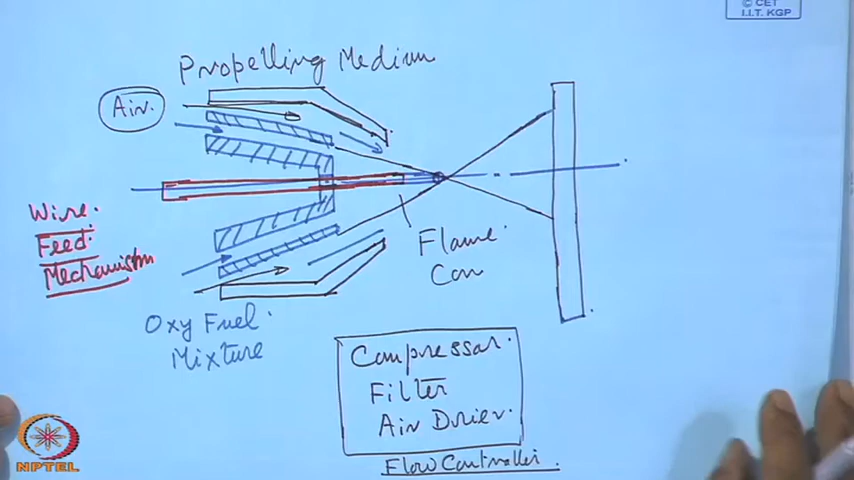 © CET
I.I.T. KGP
Propelling Medium
Air.
Wire.
Feed.
Mechanism
Flame
Con
Oxy Fuel
Mixture
Compressar.
Filter
Air Drier.
Flow Controller
NPTEL